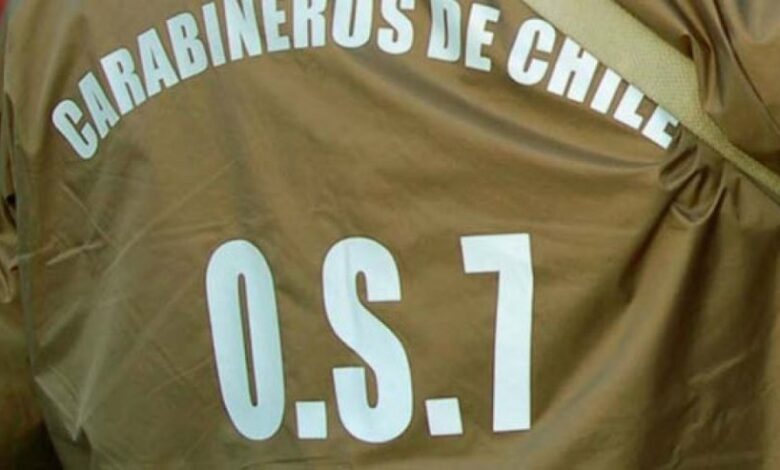 CARABINEROS DE CHILE
O.S.7